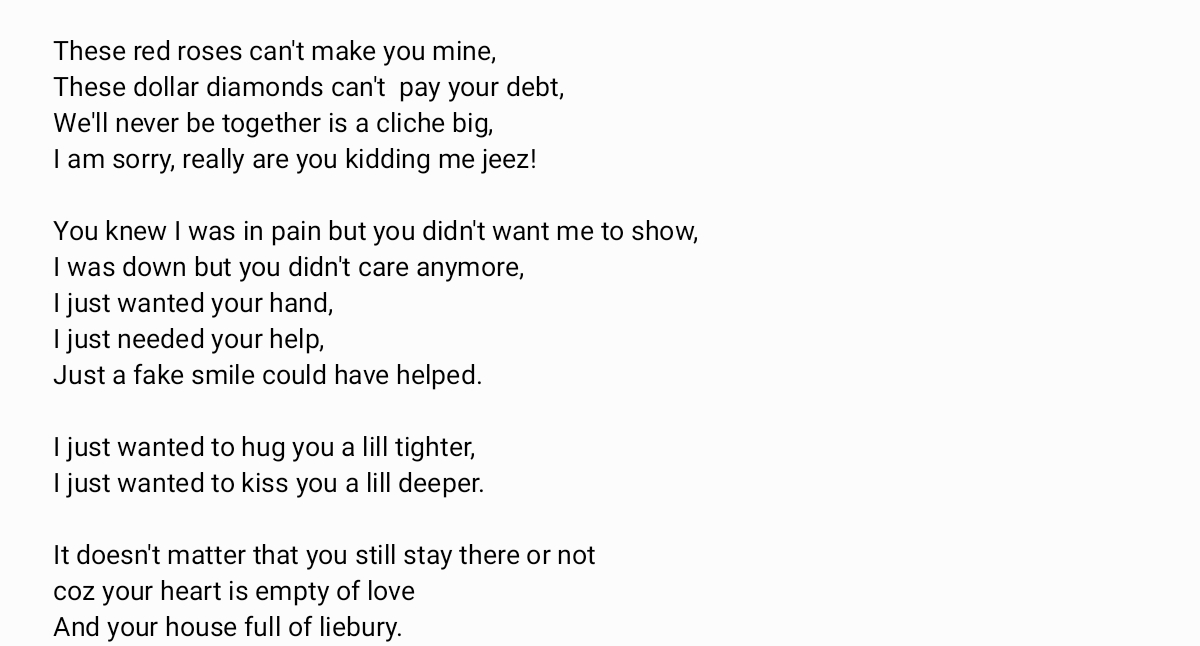 These red roses can't make you mine,
These dollar diamonds can't  pay your debt,
We'll never be together is a cliche big,
I am sorry, really are you kidding me jeez!

You knew I was in pain but you didn't want me to show,
I was down but you didn't care anymore,
I just wanted your hand,
I just needed your help,
Just a fake smile could have helped.

I just wanted to hug you a lill tighter,
I just wanted to kiss you a lill deeper.

It doesn't matter that you still stay there or not
coz your heart is empty of love
And your house full of liebury.